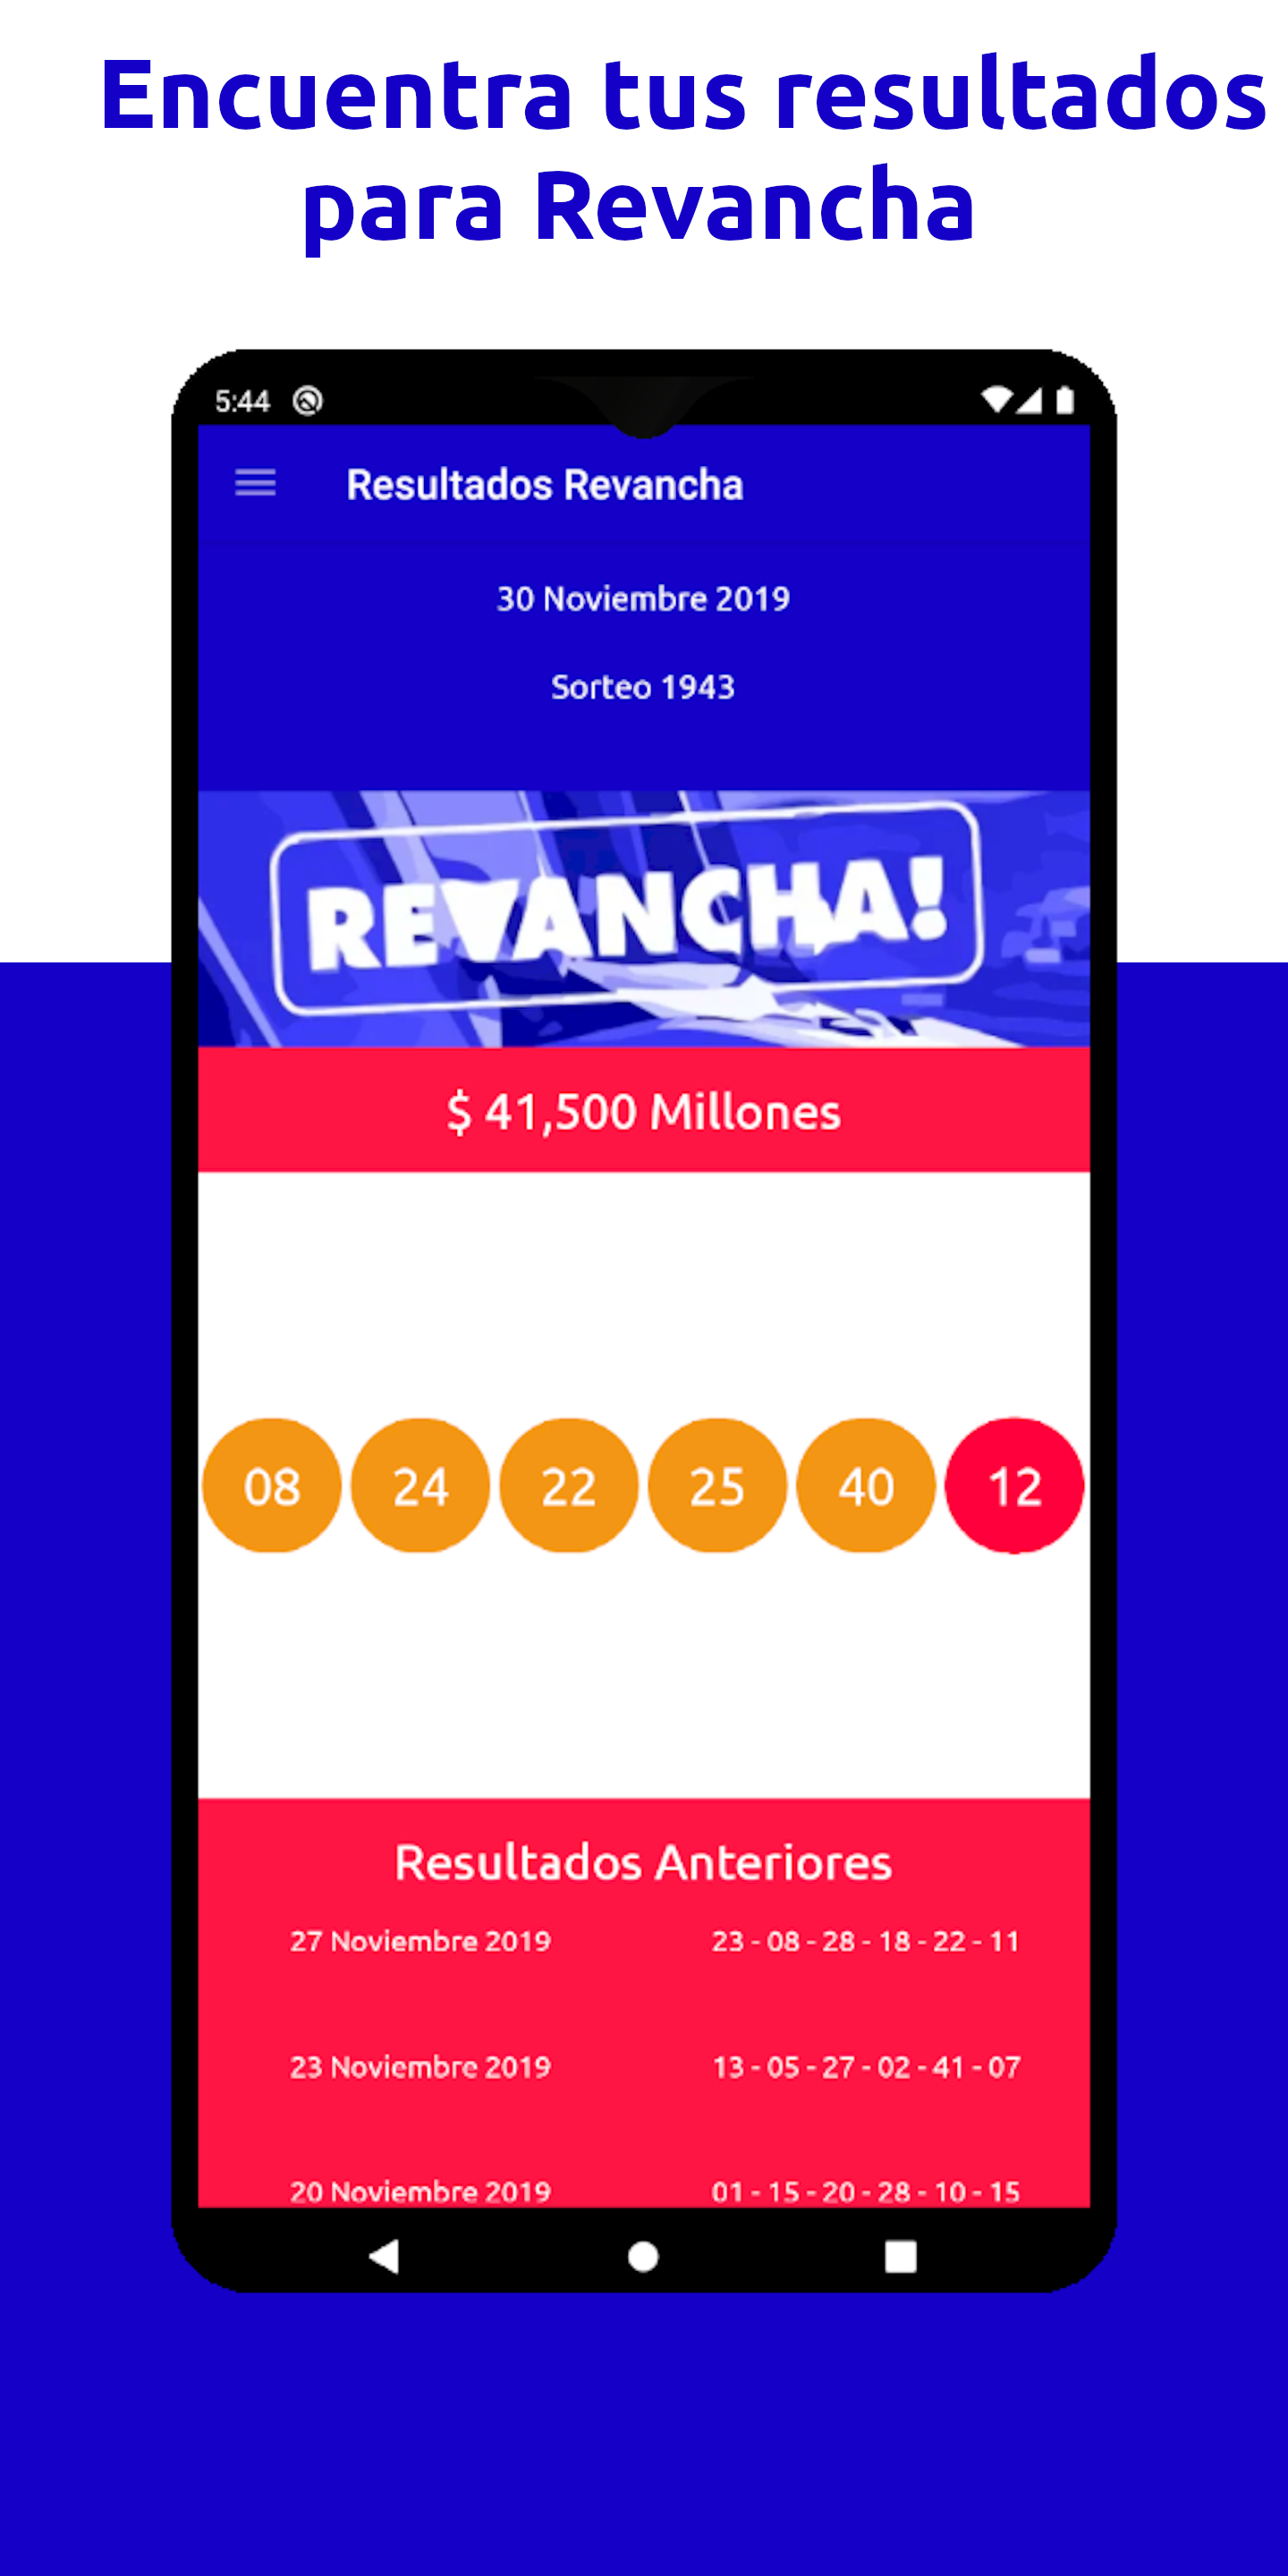 Encuentra tus resultados
para Revancha
5:44
Resultados Revancha
30 Noviembre 2019
Sorteo 1943
REVANCHA!
$ 41,500 Millones
08 24 22 25 40 12
Resultados Anteriores
27 Noviembre 2019 23 - 08 - 28 - 18 - 22 - 11
23 Noviembre 2019 13 - 05 - 27 - 02 - 41 - 07
20 Noviembre 2019 01 - 15 - 20 - 28 - 10 - 15